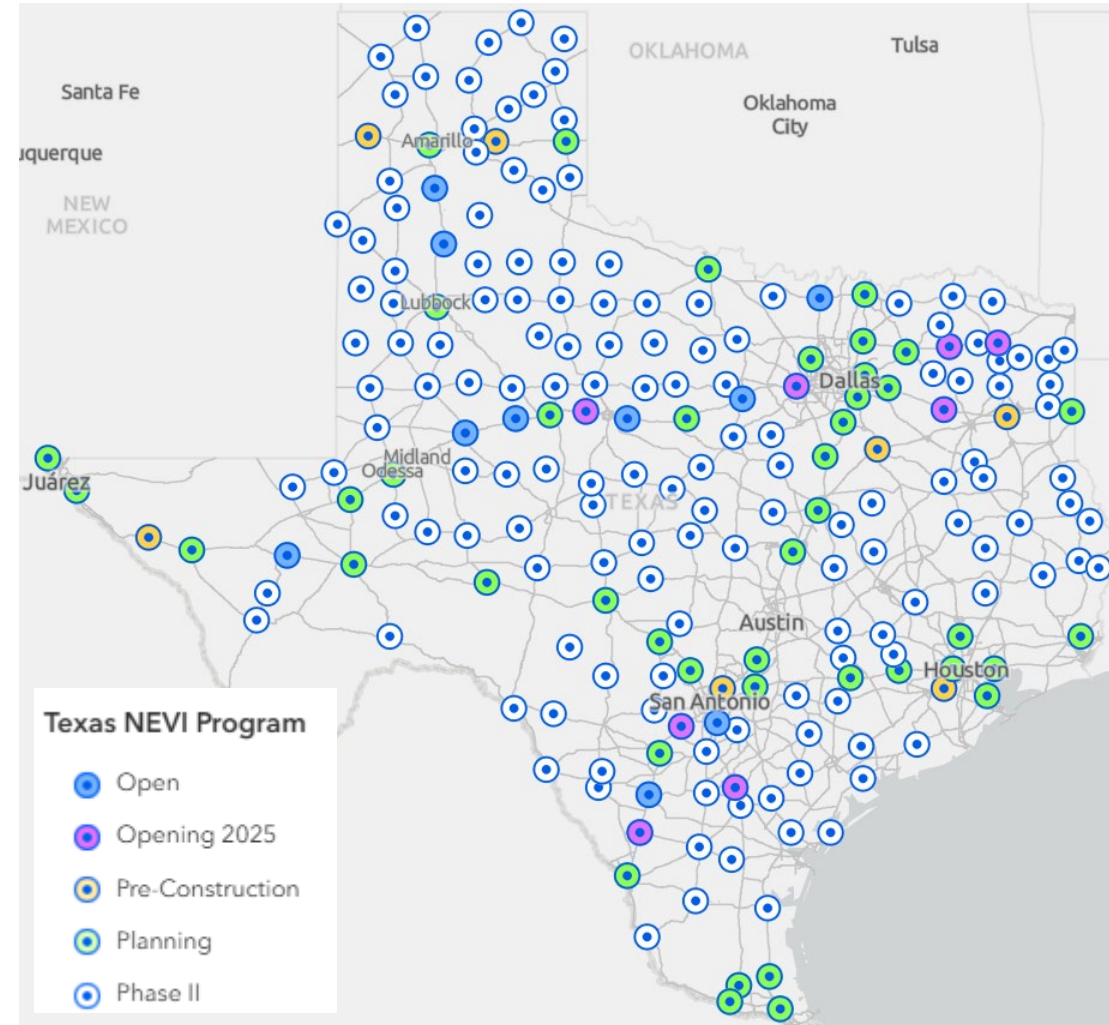 OKLAHOMA
Tulsa
Santa Fe
Oklahoma
City
Amarillo
uquerque
NEW
MEXICO
Lubbock
Dallas
Midland
Odessa
Juárez
TEXAS
Austin
Houston
San Antonio
Texas NEVI Program
Open
Opening 2025
Pre-Construction
Planning
Phase II